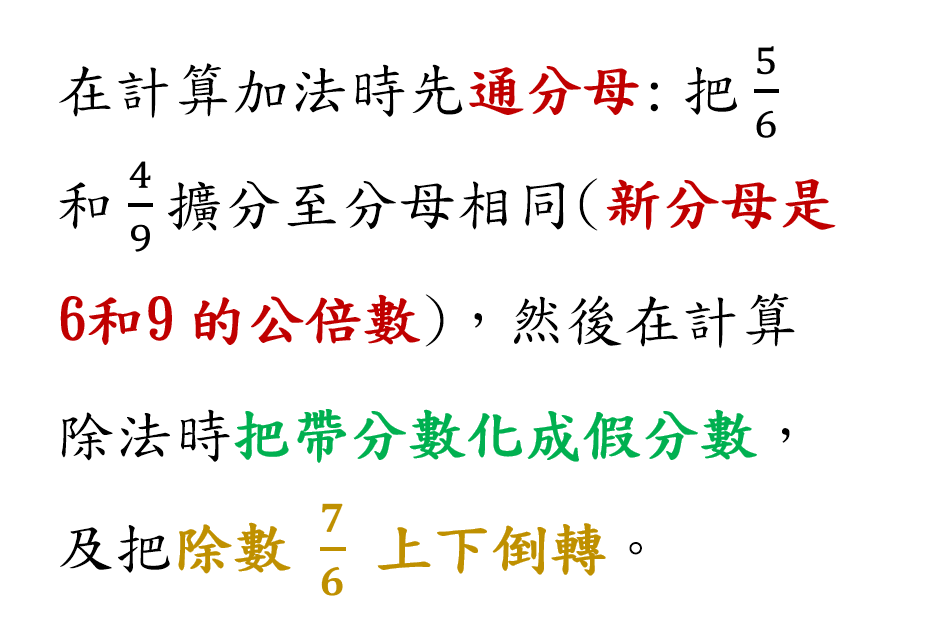 在計算加法時先通分母: 把 5/6
和 4/9 擴分至分母相同(新分母是
6和9 的公倍數)，然後在計算
除法時把帶分數化成假分數，
及把除數 7/6 上下倒轉。